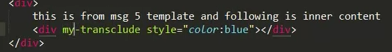 <div>
this is from msg 5 template and following is inner content
<div my-transclude style="color:blue"></div>
</div>